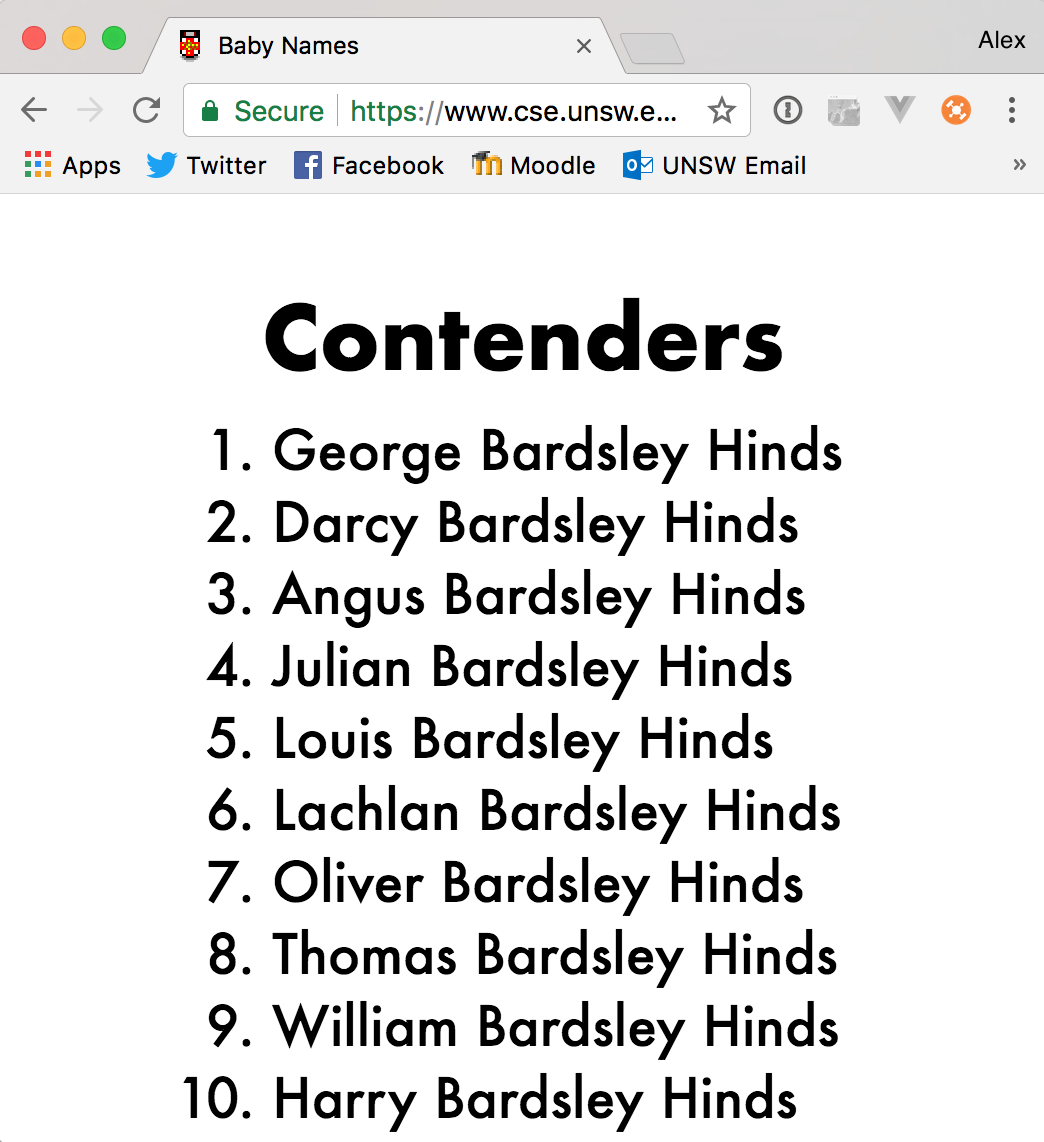 Baby Names
Alex
Secure https://www.cse.unsw.e...
Apps Twitter Facebook Moodle UNSW Email »
Contenders
1. George Bardsley Hinds
2. Darcy Bardsley Hinds
3. Angus Bardsley Hinds
4. Julian Bardsley Hinds
5. Louis Bardsley Hinds
6. Lachlan Bardsley Hinds
7. Oliver Bardsley Hinds
8. Thomas Bardsley Hinds
9. William Bardsley Hinds
10. Harry Bardsley Hinds